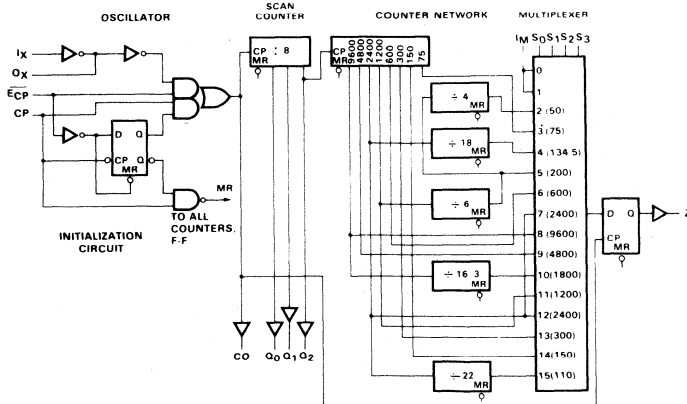 OSCILLATOR
SCAN
COUNTER
COUNTER NETWORK
MULTIPLEXER
IX
OX
ECP
CP
CP
MR
÷ 8
CP
MR
9600
4800
2400
1200
600
300
150
75
IM S0 S1 S2 S3
0
1
2 (50)
3 (75)
4 (134 5)
5 (200)
6 (600)
7 (2400)
8 (9600)
9 (4800)
10 (1800)
11 (1200)
12 (2400)
13 (300)
14 (150)
15 (110)
÷ 4
MR
÷ 18
MR
÷ 6
MR
÷ 16 3
MR
÷ 22
MR
D Q
CP
MR
Z
D Q
CP
MR
MR
TO ALL
COUNTERS,
F-F
INITIALIZATION
CIRCUIT
CO
Q0 Q1 Q2